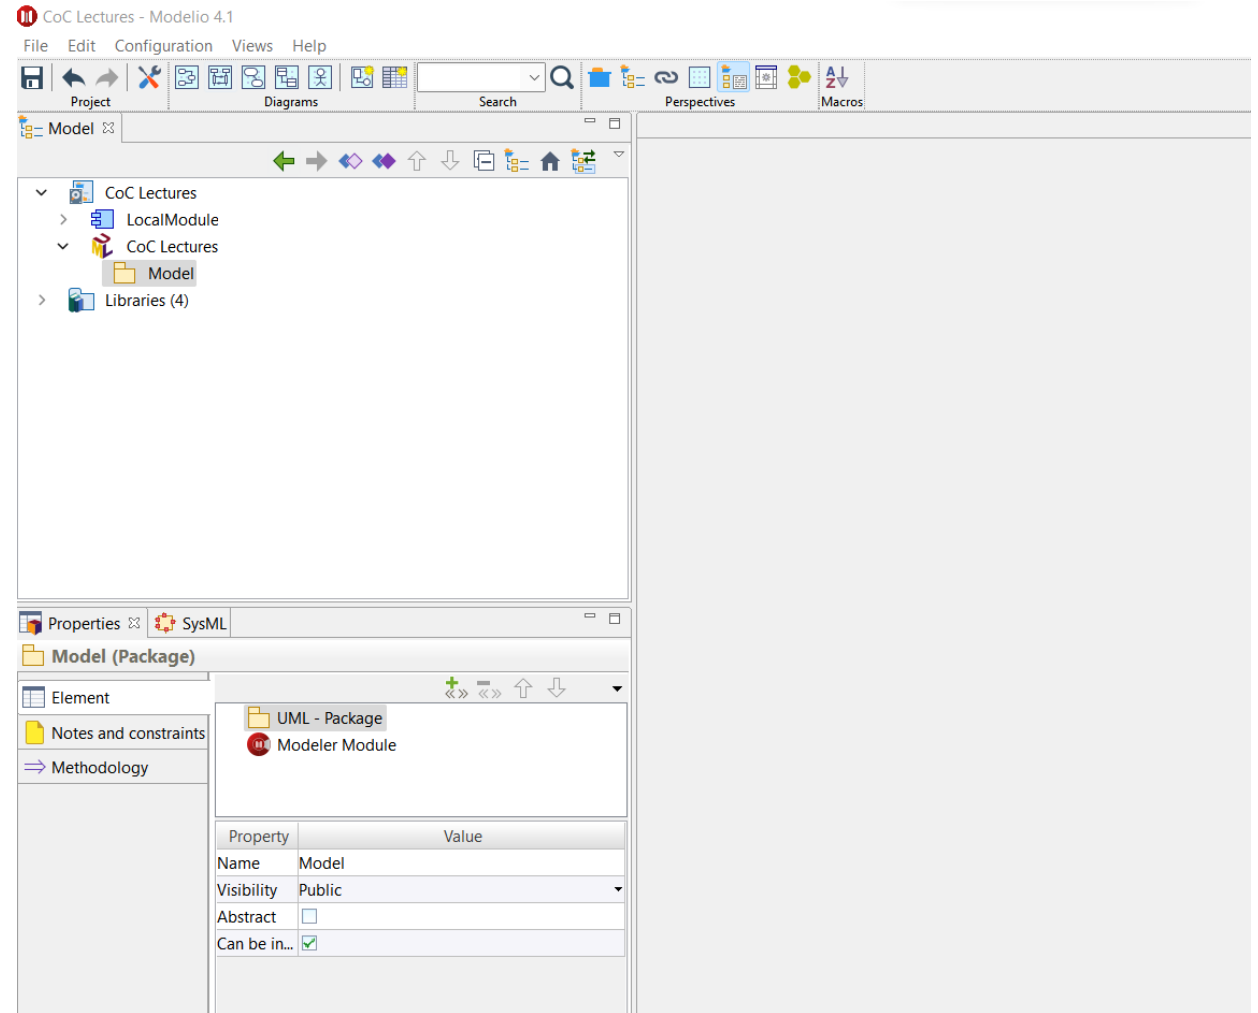 CoC Lectures - Modelio 4.1
File Edit Configuration Views Help
Project Diagrams Search Perspectives Macros
Model
CoC Lectures
LocalModule
CoC Lectures
Model
Libraries (4)
Properties SysML
Model (Package)
Element
Notes and constraints
Methodology
UML - Package
Modeler Module
Property Value
Name Model
Visibility Public
Abstract
Can be in...